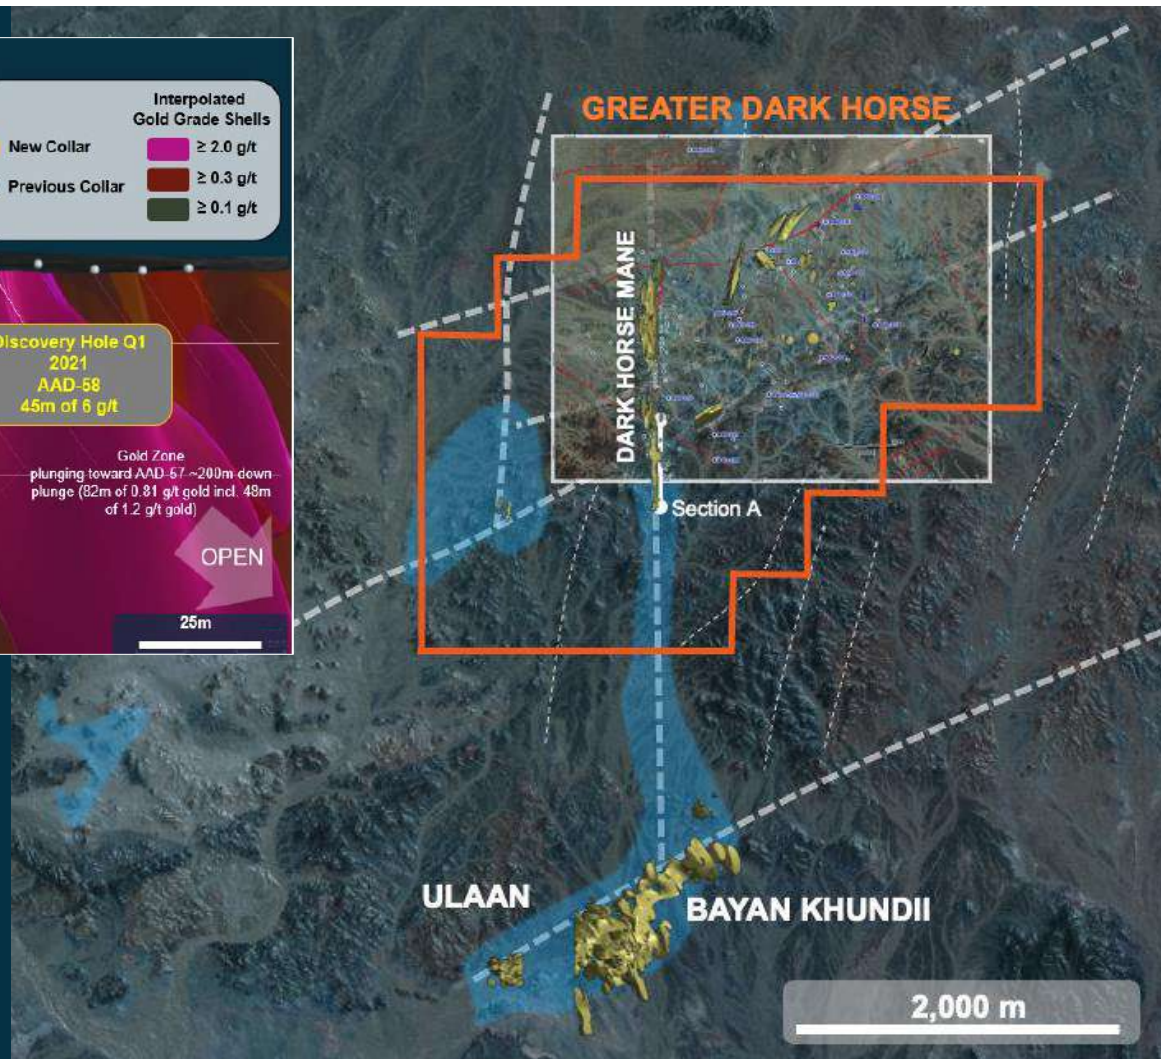 Interpolated
Gold Grade Shells
New Collar
≥ 2.0 g/t
Previous Collar
≥ 0.3 g/t
≥ 0.1 g/t
Discovery Hole Q1
2021
AAD-58
45m of 6 g/t
Gold Zone
plunging toward AAD-57 ~200m down
plunge (82m of 0.81 g/t gold incl. 48m
of 1.2 g/t gold)
OPEN
25m
GREATER DARK HORSE
DARK HORSE MANE
Section A
ULAAN
BAYAN KHUNDII
2,000 m